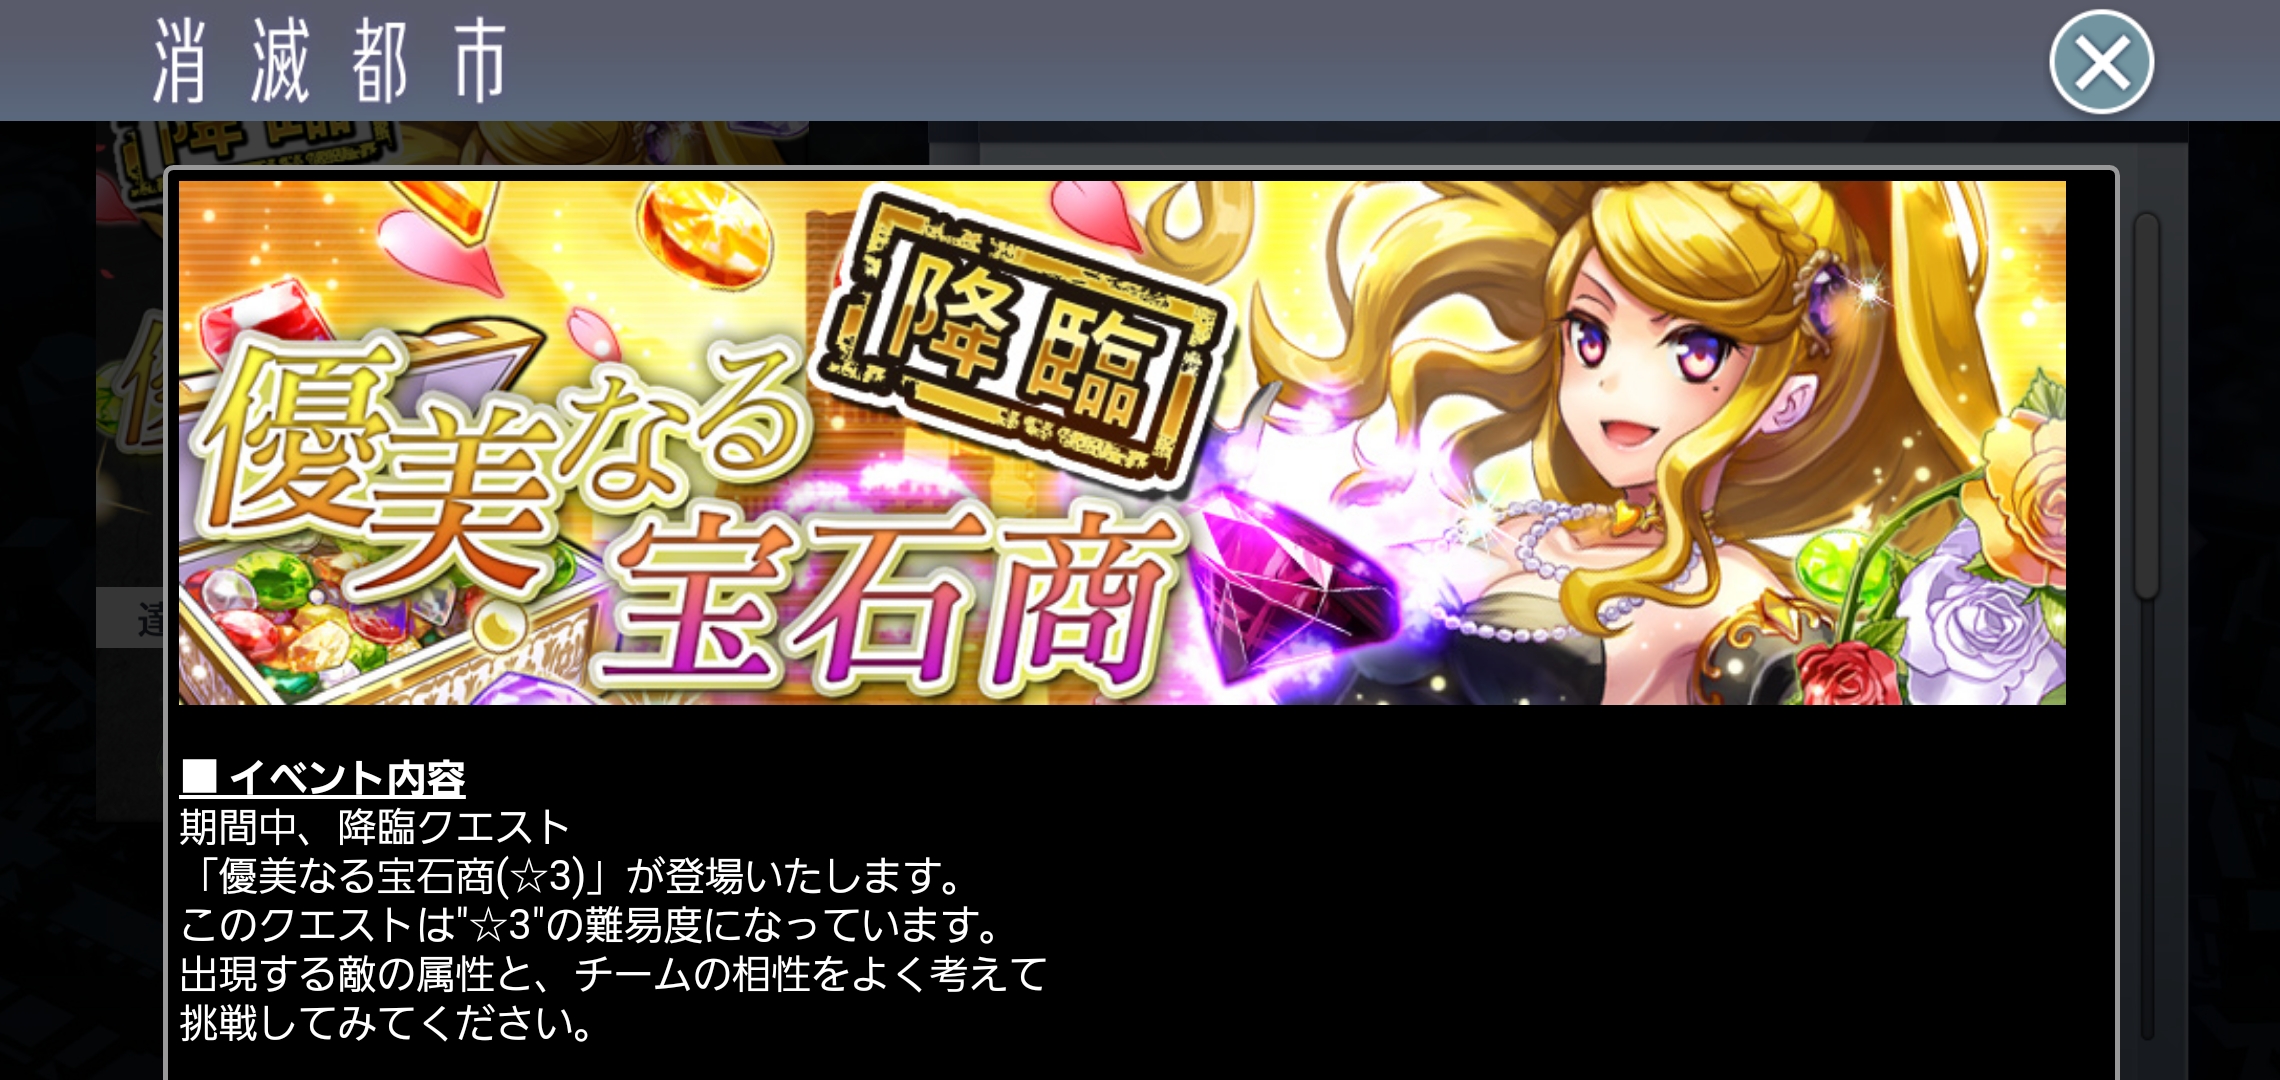 消滅都市
降臨
優美なる
宝石商
■ イベント内容
期間中、降臨クエスト
「優美なる宝石商(☆3)」が登場いたします。
このクエストは"☆3"の難易度になっています。
出現する敵の属性と、チームの相性をよく考えて
挑戦してみてください。